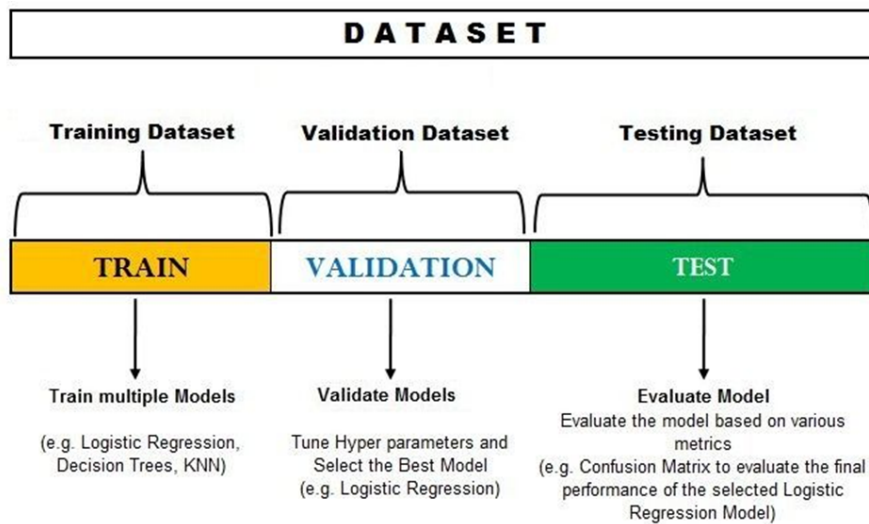 DATASET
Training Dataset
Validation Dataset
Testing Dataset
TRAIN
VALIDATION
TEST
Train multiple Models
(e.g. Logistic Regression,
Decision Trees, KNN)
Validate Models
Tune Hyper parameters and
Select the Best Model
(e.g. Logistic Regression)
Evaluate Model
Evaluate the model based on various
metrics
(e.g. Confusion Matrix to evaluate the final
performance of the selected Logistic
Regression Model)